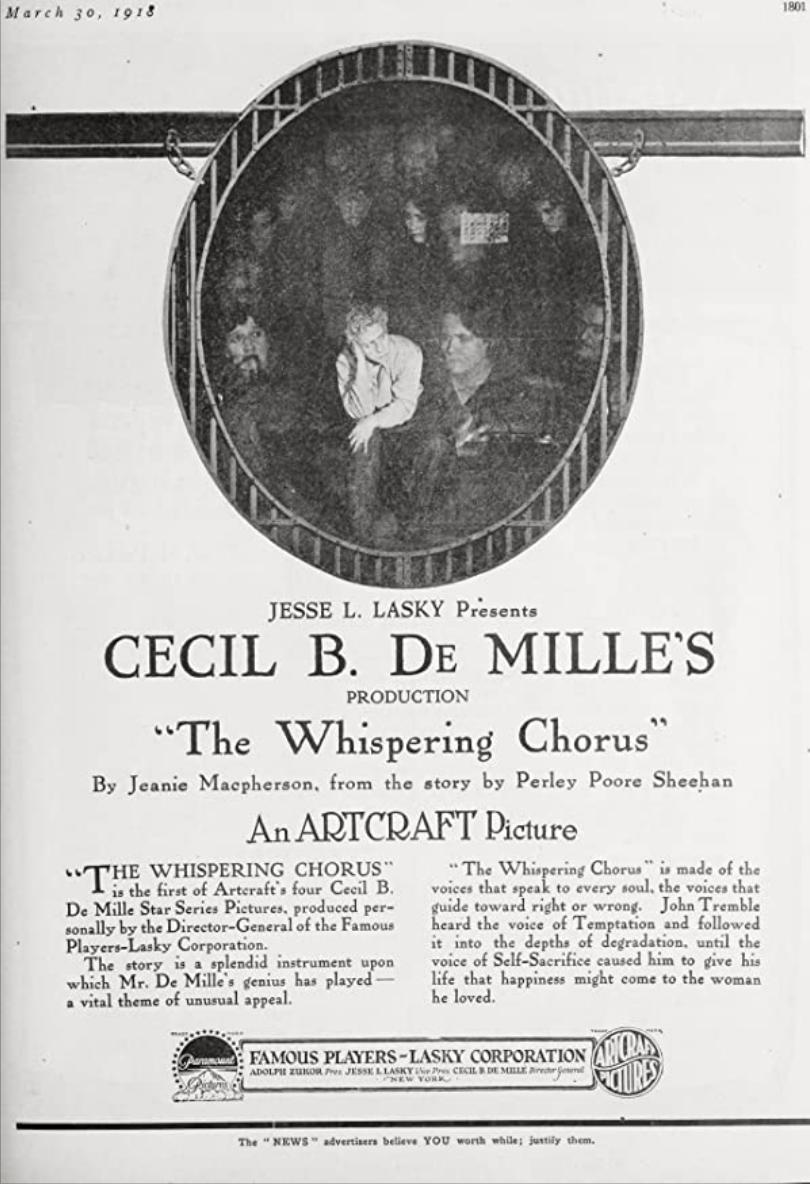 March 30, 1918
1801
JESSE L. LASKY Presents
CECIL B. DE MILLE'S
PRODUCTION
"The Whispering Chorus"
By Jeanie Macpherson, from the story by Perley Poore Sheehan
An ARTCRAFT Picture
"THE WHISPERING CHORUS"
is the first of Artcraft's four Cecil B.
De Mille Star Series Pictures, produced per-
sonally by the Director-General of the Famous
Players-Lasky Corporation.
The story is a splendid instrument upon
which Mr. De Mille's genius has played —
a vital theme of unusual appeal.
"The Whispering Chorus" is made of the
voices that speak to every soul, the voices that
guide toward right or wrong. John Tremble
heard the voice of Temptation and followed
it into the depths of degradation, until the
voice of Self-Sacrifice caused him to give his
life that happiness might come to the woman
he loved.
Paramount
Pictures
FAMOUS PLAYERS-LASKY CORPORATION
ADOLPH ZUKOR Pres. JESSE L. LASKY Vice Pres. CECIL B. DE MILLE Director General
NEW YORK
ARTCRAFT
PICTURES
The "NEWS" advertisers believe YOU worth while; justify them.